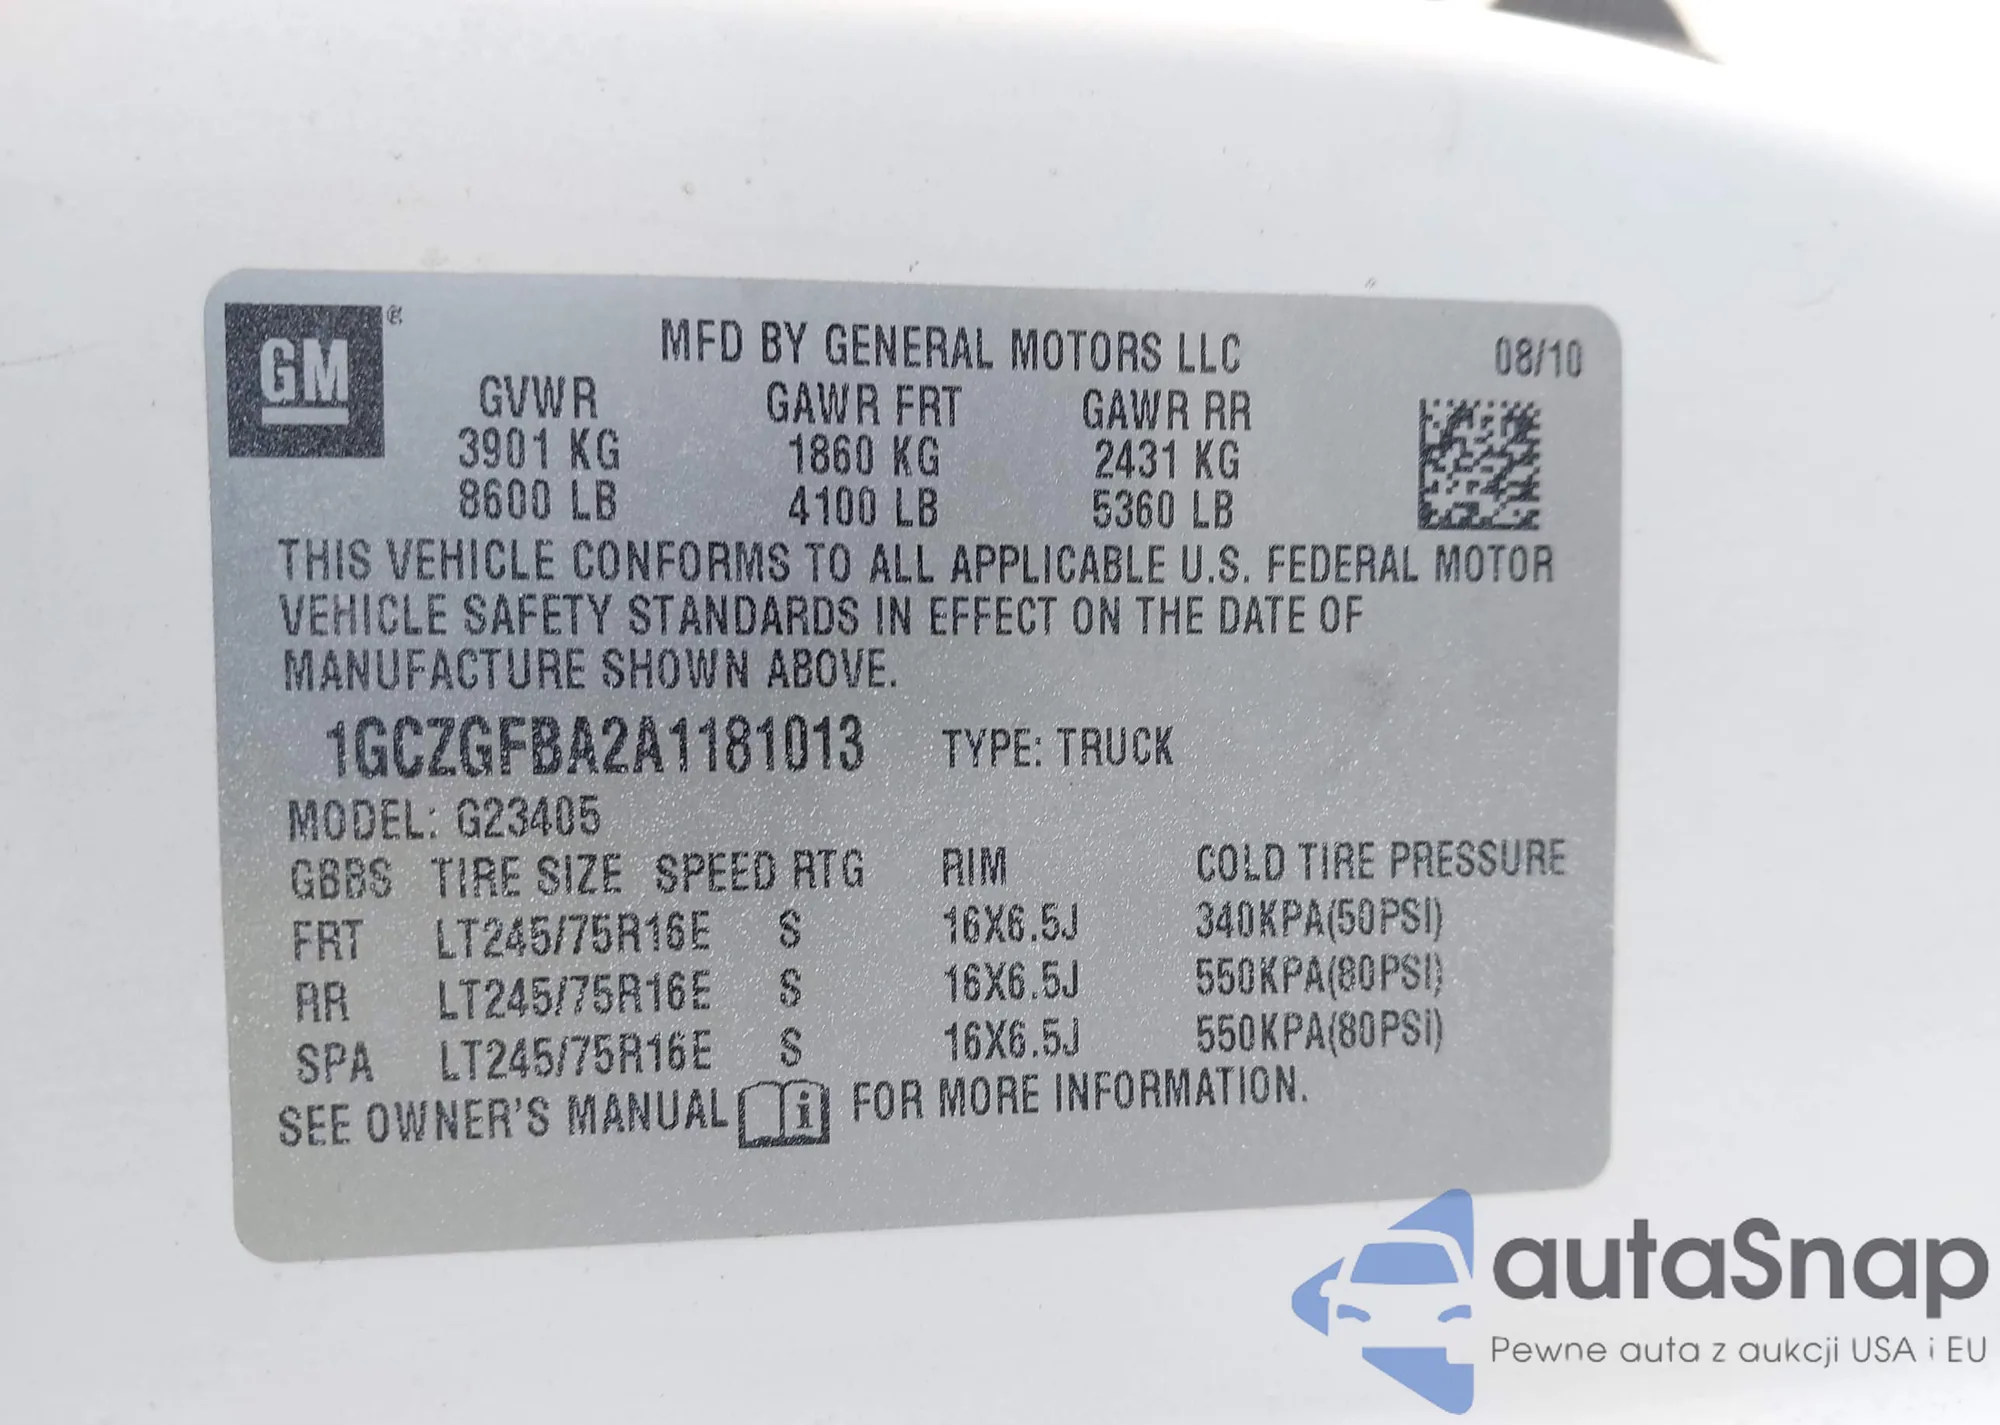 GM®
MFD BY GENERAL MOTORS LLC 08/10
GVWR GAWR FRT GAWR RR
3901 KG 1860 KG 2431 KG
8600 LB 4100 LB 5360 LB
THIS VEHICLE CONFORMS TO ALL APPLICABLE U.S. FEDERAL MOTOR
VEHICLE SAFETY STANDARDS IN EFFECT ON THE DATE OF
MANUFACTURE SHOWN ABOVE.
1GCZGFBA2A1181013 TYPE: TRUCK
MODEL: G23405
GBBS TIRE SIZE SPEED RTG RIM COLD TIRE PRESSURE
FRT LT245/75R16E S 16X6.5J 340KPA(50PSI)
RR LT245/75R16E S 16X6.5J 550KPA(80PSI)
SPA LT245/75R16E S 16X6.5J 550KPA(80PSI)
SEE OWNER'S MANUAL i FOR MORE INFORMATION.
autaSnap
Pewne auta z aukcji USA i EU